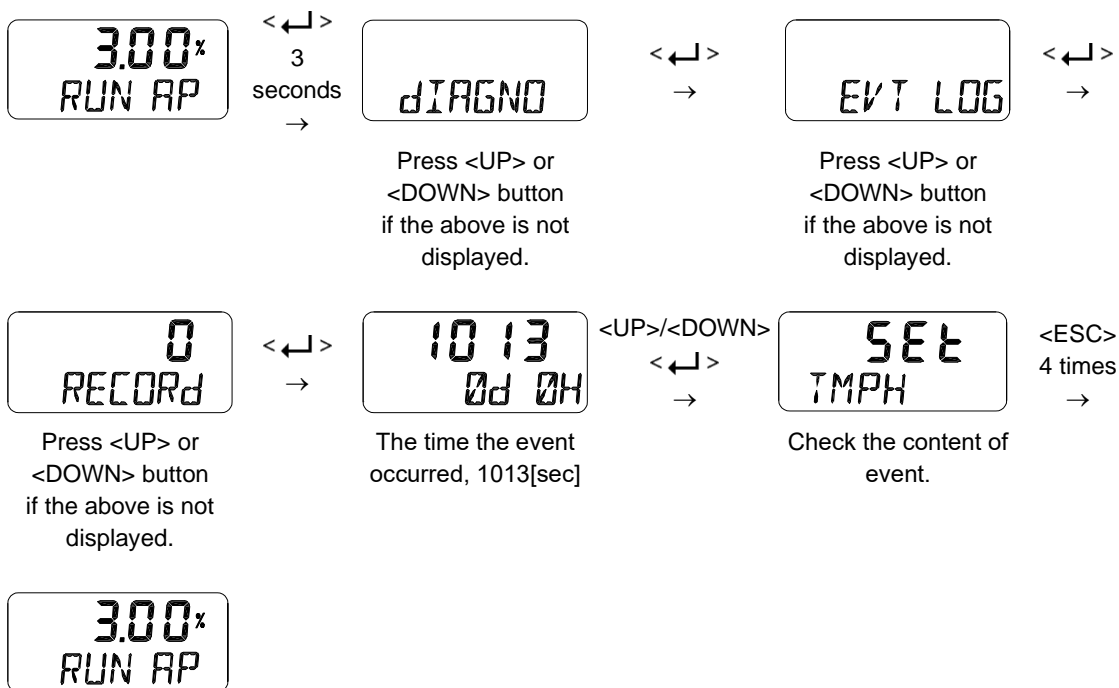 3.00%
RUN AP
< ↵ >
3
seconds
→
dIAGNO
Press <UP> or
<DOWN> button
if the above is not
displayed.
< ↵ >
→
EVT LOG
Press <UP> or
<DOWN> button
if the above is not
displayed.
< ↵ >
→
0
RECORd
Press <UP> or
<DOWN> button
if the above is not
displayed.
< ↵ >
→
1013
0d 0H
The time the event
occurred, 1013[sec]
<UP>/<DOWN>
< ↵ >
→
SEt
TMPH
Check the content of
event.
<ESC>
4 times
→
3.00%
RUN AP